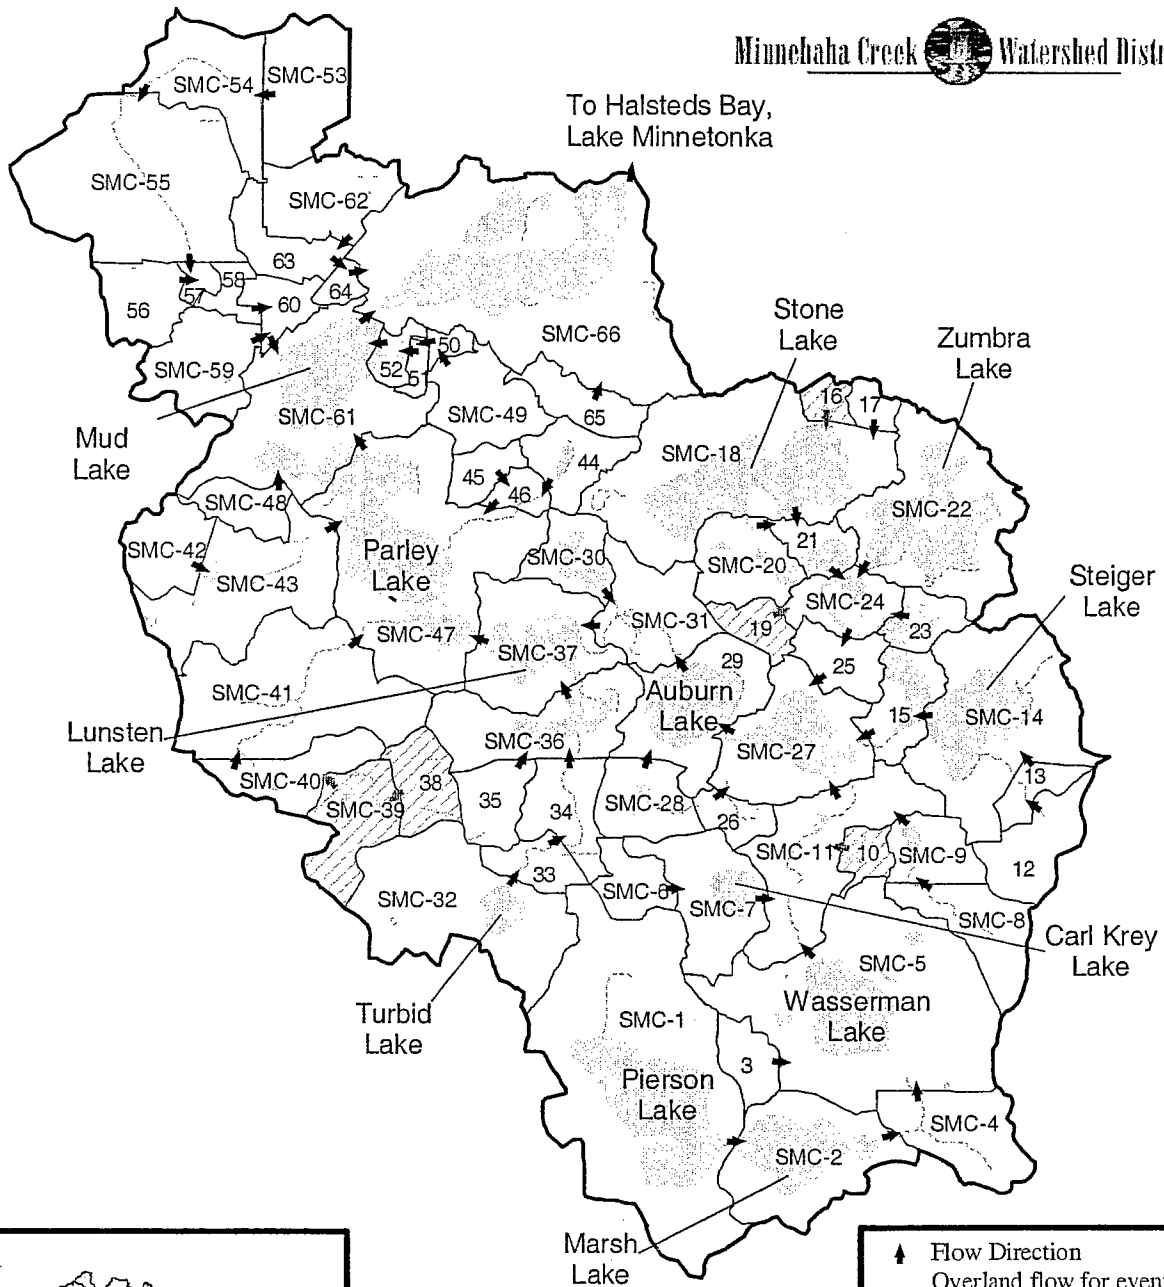 Minnehaha Creek Watershed Distr
To Halsteds Bay,
Lake Minnetonka
SMC-53
SMC-54
SMC-55
SMC-62
63
58
57
56
60
64
SMC-59
SMC-66
Stone
Lake
Zumbra
Lake
50
52
51
SMC-61
SMC-49
65
16
17
Mud
Lake
SMC-18
45
44
46
SMC-48
SMC-22
SMC-42
SMC-43
Parley
Lake
SMC-30
21
SMC-20
Steiger
Lake
SMC-24
SMC-31
19
23
SMC-47
SMC-37
29
25
SMC-41
Auburn
Lake
15
SMC-14
Lunsten
Lake
SMC-36
SMC-27
SMC-40
38
13
SMC-39
35
34
SMC-28
26
SMC-11
10
SMC-9
12
33
SMC-6
SMC-7
SMC-32
SMC-8
Carl Krey
Lake
SMC-5
Turbid
Lake
SMC-1
Wasserman
Lake
3
Pierson
Lake
SMC-4
SMC-2
Marsh
Lake
Flow Direction
Overland flow for even